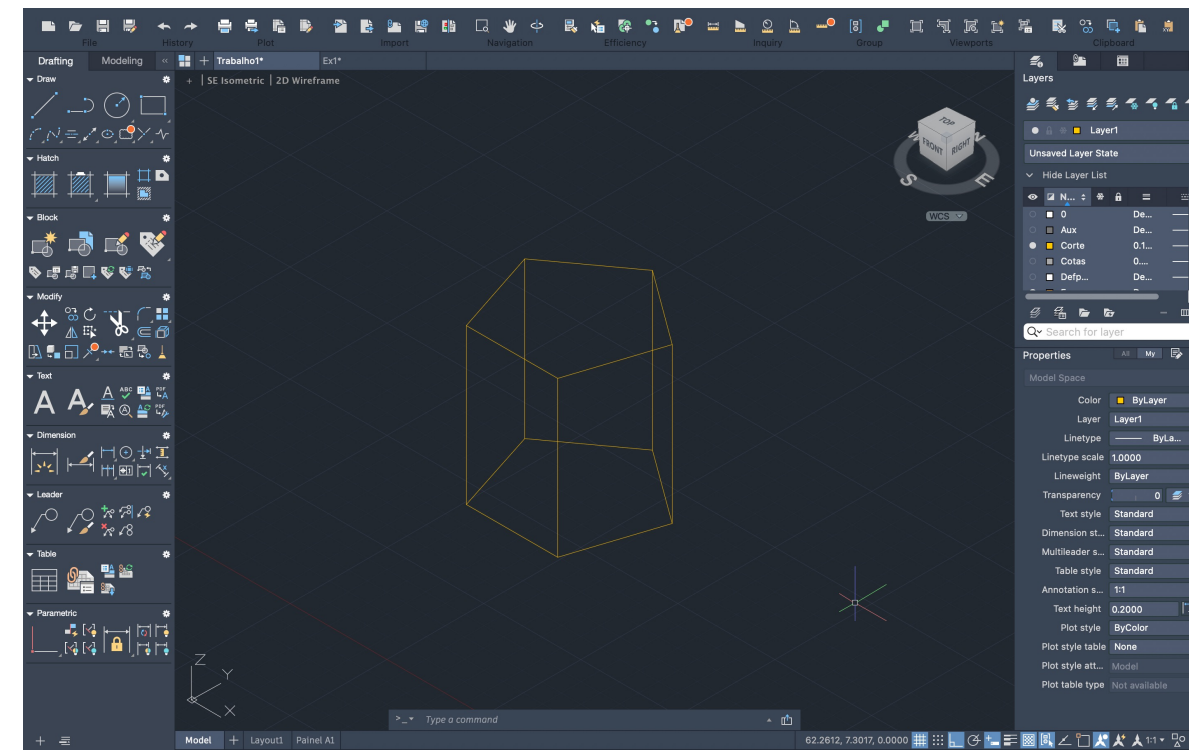 File
History
Plot
Import
Navigation
Efficiency
Inquiry
Group
Viewports
Clipboard
Drafting Modeling «
Trabalho1* Ex1*
+ | SE Isometric | 2D Wireframe
Draw
Hatch
Block
Modify
Text
Dimension
Leader
Table
Parametric
TOP
FRONT
RIGHT
N
W
S
E
WCS
Z
Y
X
>_ Type a command
Model + Layout1 Painel A1
62.2612, 7.3017, 0.0000
1:1
Layers
Layer1
Unsaved Layer State
Hide Layer List
N...
0 De...
Aux De...
Corte 0.1...
Cotas 0....
Defp... De...
Search for layer
Properties All My
Model Space
Color ByLayer
Layer Layer1
Linetype ByLa...
Linetype scale 1.0000
Lineweight ByLayer
Transparency 0
Text style Standard
Dimension st... Standard
Multileader s... Standard
Table style Standard
Annotation s... 1:1
Text height 0.2000
Plot style ByColor
Plot style table None
Plot style att... Model
Plot table type Not available